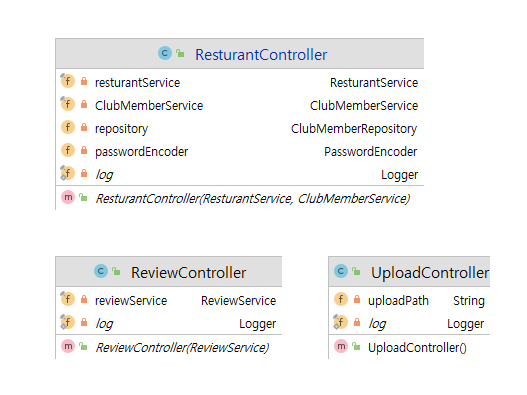 ResturantController
resturantService ResturantService
ClubMemberService ClubMemberService
repository ClubMemberRepository
passwordEncoder PasswordEncoder
log Logger
ResturantController(ResturantService, ClubMemberService)
ReviewController
reviewService ReviewService
log Logger
ReviewController(ReviewService)
UploadController
uploadPath String
log Logger
UploadController()